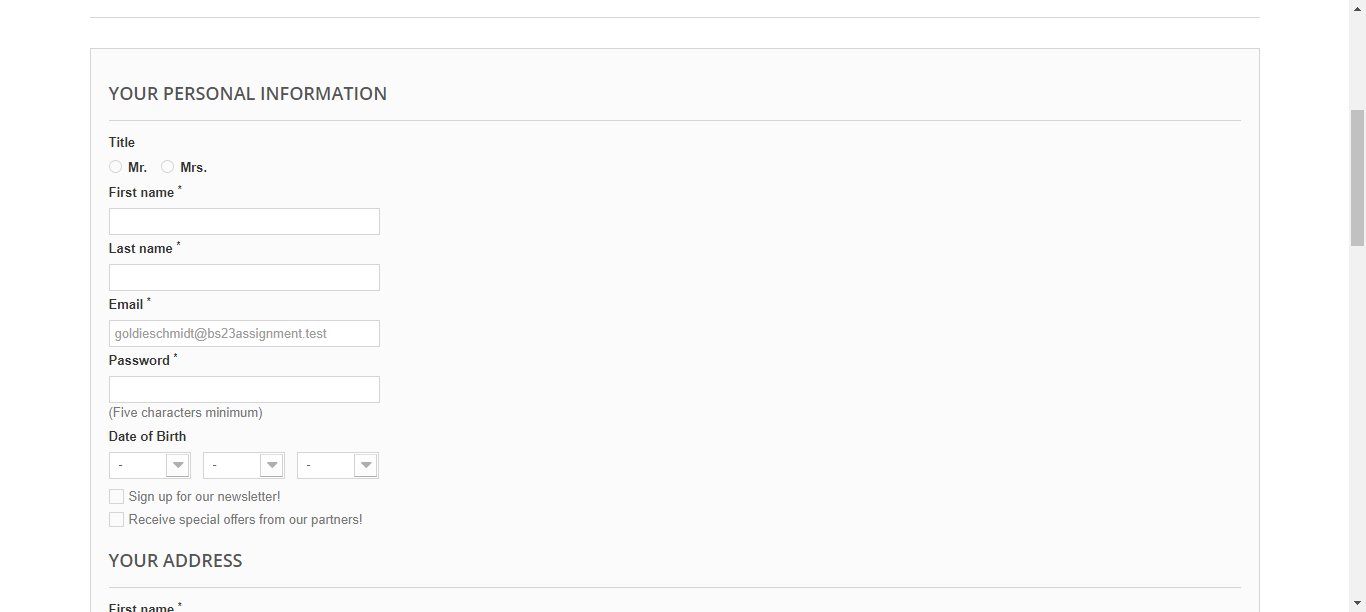 YOUR PERSONAL INFORMATION
Title
Mr. Mrs.
First name *
Last name *
Email *
goldieschmidt@bs23assignment.test
Password *
(Five characters minimum)
Date of Birth
- - -
Sign up for our newsletter!
Receive special offers from our partners!
YOUR ADDRESS
First name *